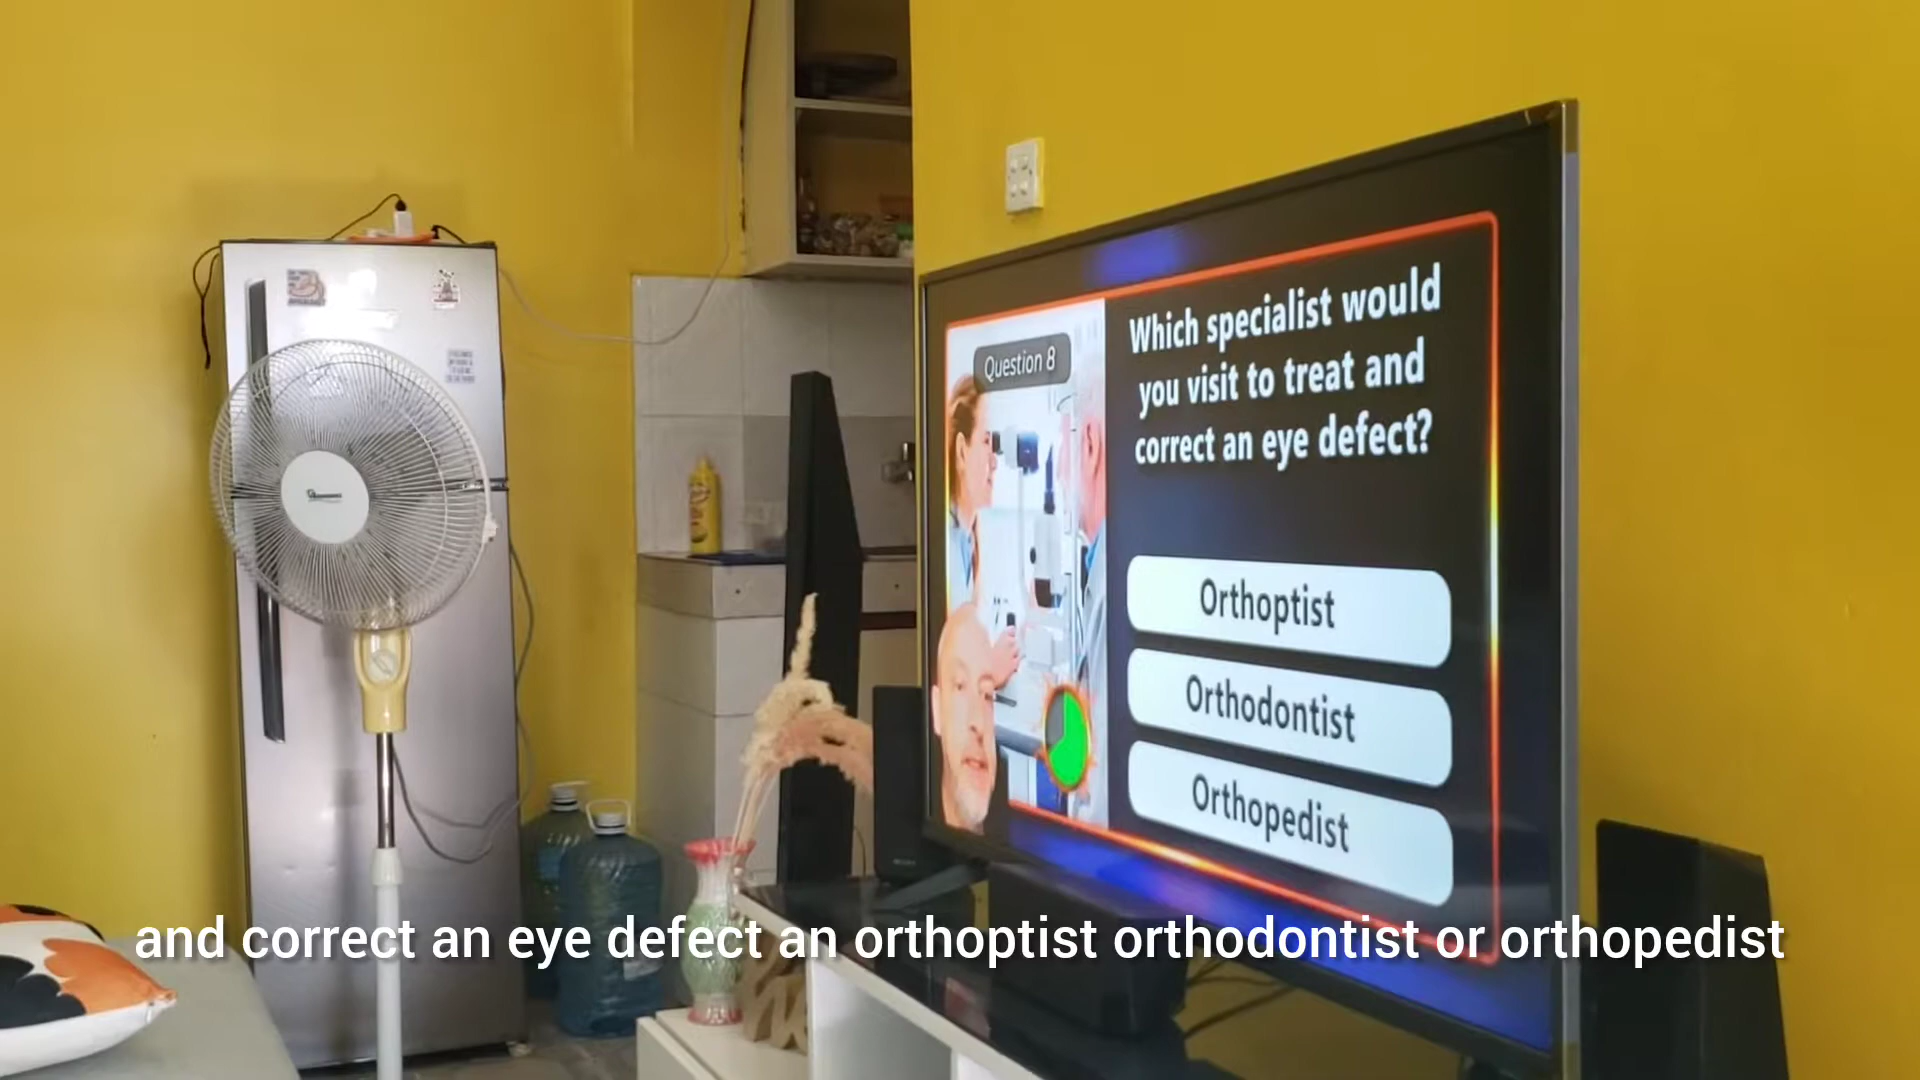 Question 8
Which specialist would
you visit to treat and
correct an eye defect?
Orthoptist
Orthodontist
Orthopedist
and correct an eye defect an orthoptist orthodontist or orthopedist